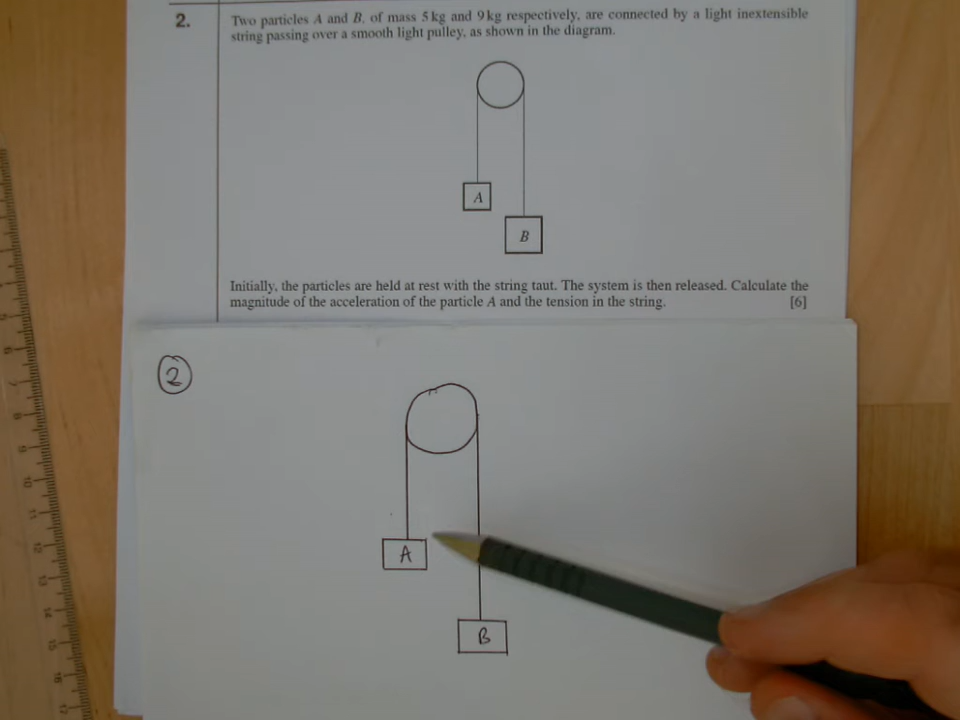 2. Two particles A and B, of mass 5 kg and 9 kg respectively, are connected by a light inextensible
string passing over a smooth light pulley, as shown in the diagram.
A
B
Initially, the particles are held at rest with the string taut. The system is then released. Calculate the
magnitude of the acceleration of the particle A and the tension in the string. [6]
2
A
B